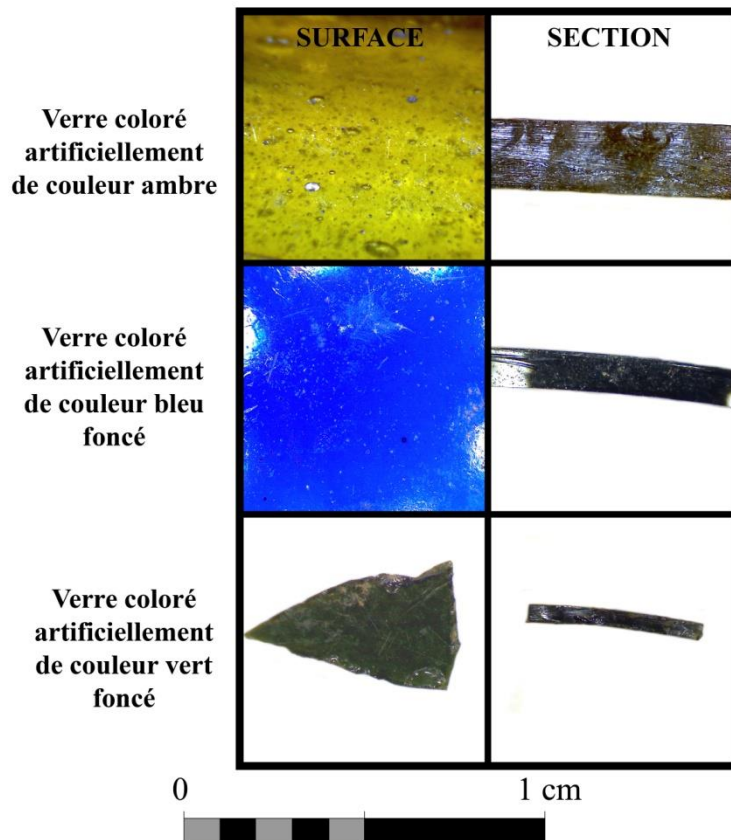 SURFACE
SECTION
Verre coloré
artificiellement
de couleur ambre
Verre coloré
artificiellement
de couleur bleu
foncé
Verre coloré
artificiellement
de couleur vert
foncé
0
1 cm